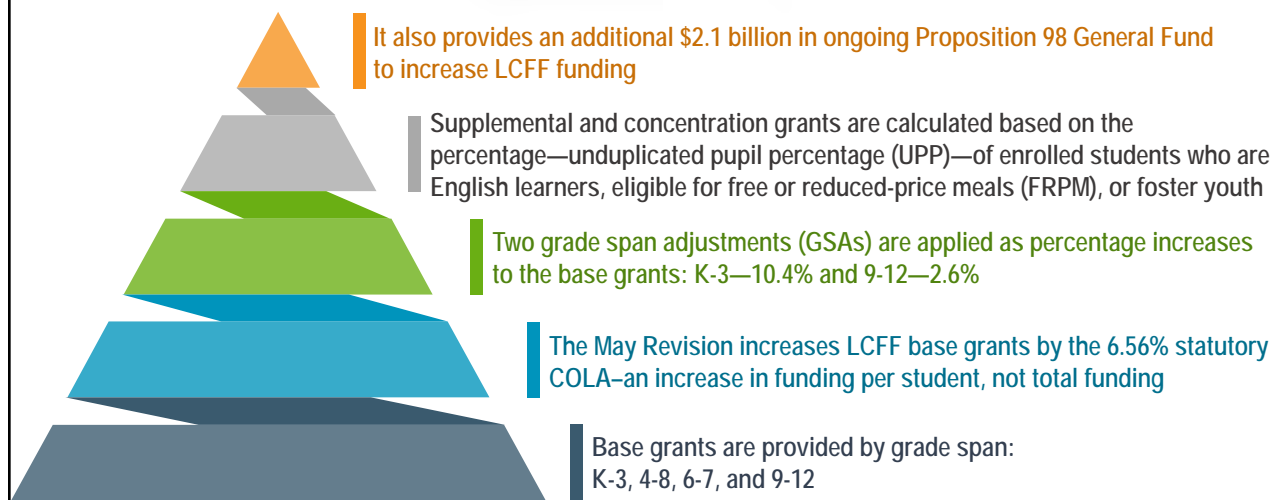 It also provides an additional $2.1 billion in ongoing Proposition 98 General Fund
to increase LCFF funding
Supplemental and concentration grants are calculated based on the
percentage—unduplicated pupil percentage (UPP)—of enrolled students who are
English learners, eligible for free or reduced-price meals (FRPM), or foster youth
Two grade span adjustments (GSAs) are applied as percentage increases
to the base grants: K-3—10.4% and 9-12—2.6%
The May Revision increases LCFF base grants by the 6.56% statutory
COLA–an increase in funding per student, not total funding
Base grants are provided by grade span:
K-3, 4-8, 6-7, and 9-12